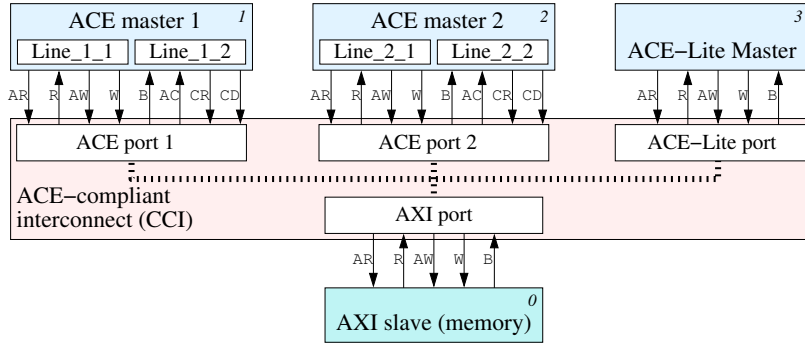 ACE master 1
1
Line_1_1 Line_1_2
ACE master 2
2
Line_2_1 Line_2_2
3
ACE−Lite Master
AR R AW W B AC CR CD
AR R AW W B AC CR CD
AR R AW W B
ACE port 1
ACE port 2
ACE−Lite port
ACE−compliant
interconnect (CCI)
AXI port
AR R AW W B
0
AXI slave (memory)